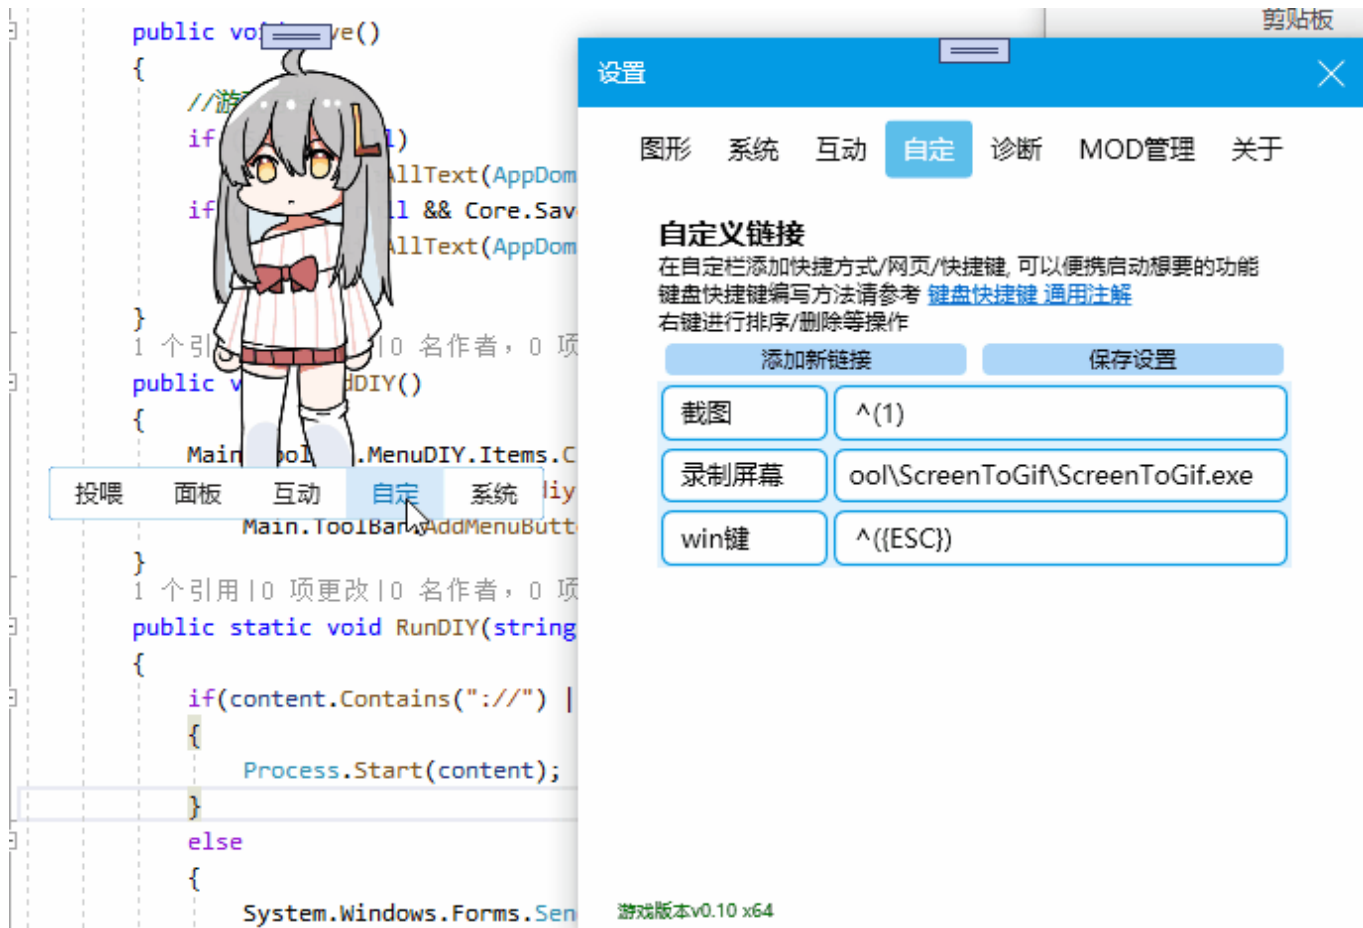 public vo ve()
{
//游
if l)
AllText(AppDom
if ll && Core.Sav
AllText(AppDom
}
1 个引 |0 名作者，0 项
public v dDIY()
{
Main ool .MenuDIY.Items.C
diy
投喂 面板 互动 自定 系统
Main.ToolBar.AddMenuButt
}
1 个引用|0 项更改|0 名作者，0 项
public static void RunDIY(string
{
if(content.Contains("://") |
{
Process.Start(content);
}
else
{
System.Windows.Forms.Sen
剪贴板
设置
图形 系统 互动 自定 诊断 MOD管理 关于
自定义链接
在自定栏添加快捷方式/网页/快捷键, 可以便携启动想要的功能
键盘快捷键编写方法请参考 键盘快捷键 通用注解
右键进行排序/删除等操作
添加新链接 保存设置
截图 ^(1)
录制屏幕 ool\ScreenToGif\ScreenToGif.exe
win键 ^({ESC})
游戏版本v0.10 x64